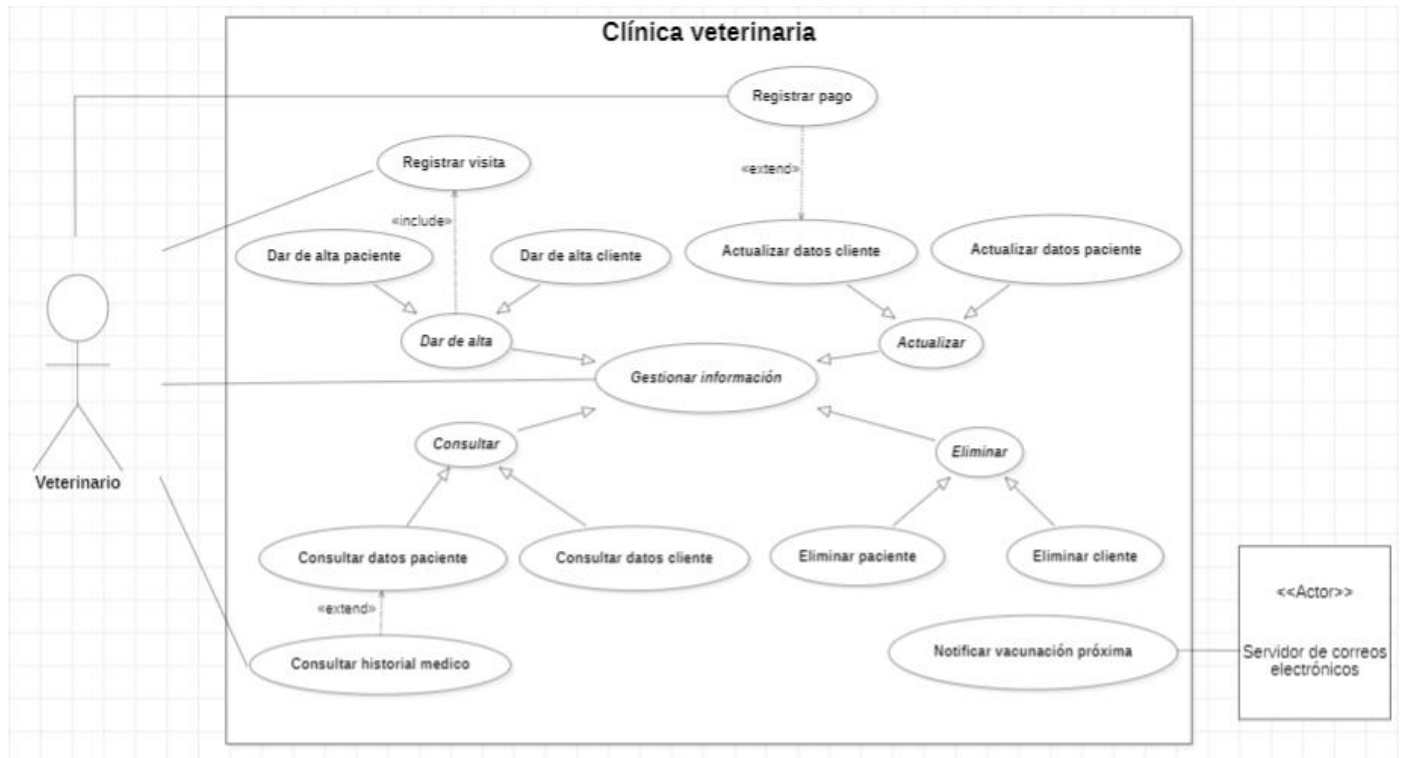 Clínica veterinaria
Registrar pago
Registrar visita
«extend»
«include»
Dar de alta paciente
Dar de alta cliente
Actualizar datos cliente
Actualizar datos paciente
Dar de alta
Actualizar
Gestionar información
Consultar
Eliminar
Veterinario
Consultar datos paciente
Consultar datos cliente
Eliminar paciente
Eliminar cliente
«extend»
<<Actor>>
Consultar historial medico
Notificar vacunación próxima
Servidor de correos
electrónicos